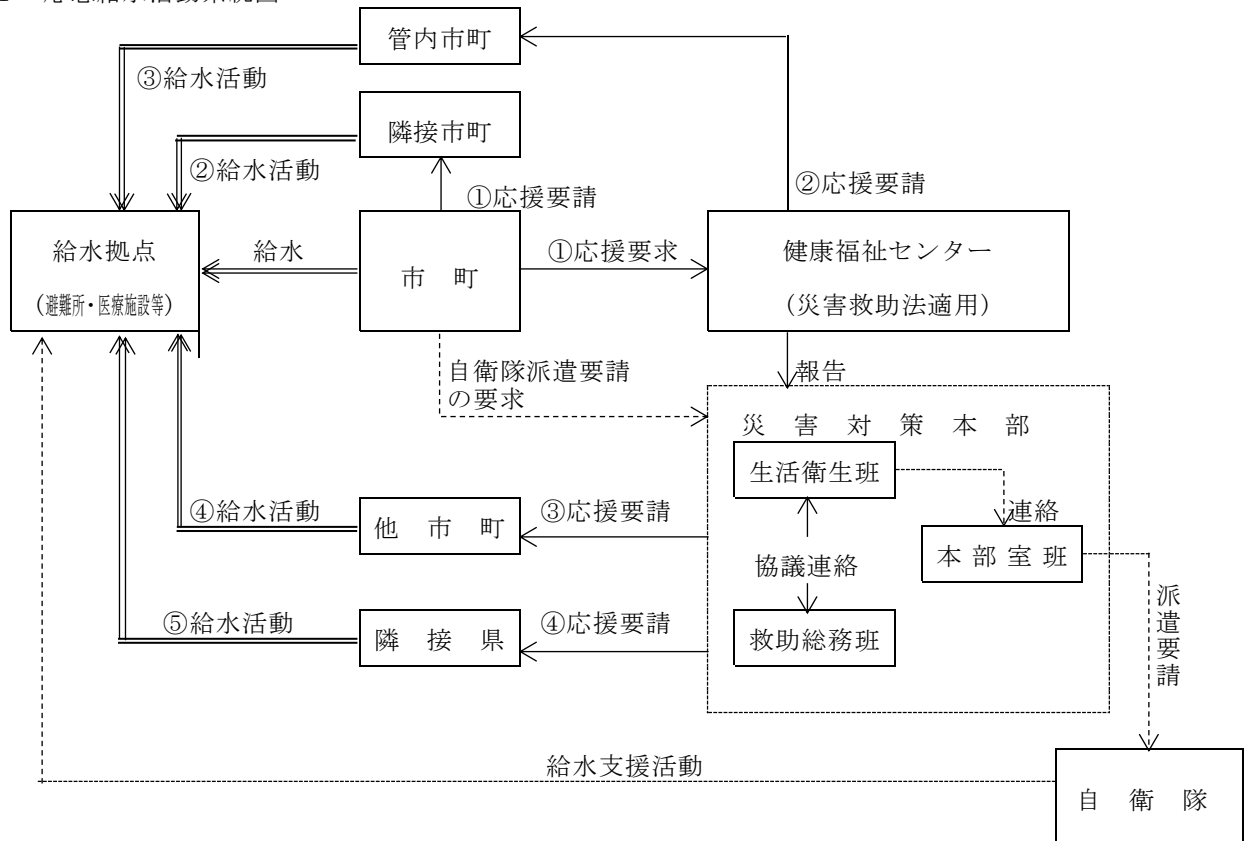 管内市町
③給水活動
隣接市町
②給水活動
①応援要請
②応援要請
給水拠点
(避難所・医療施設等)
給水
市 町
①応援要求
健康福祉センター
(災害救助法適用)
自衛隊派遣要請
の要求
報告
災 害 対 策 本 部
生活衛生班
連絡
本部室班
協議連絡
救助総務班
④給水活動
他 市 町
③応援要請
⑤給水活動
隣 接 県
④応援要請
派遣要請
給水支援活動
自 衛 隊